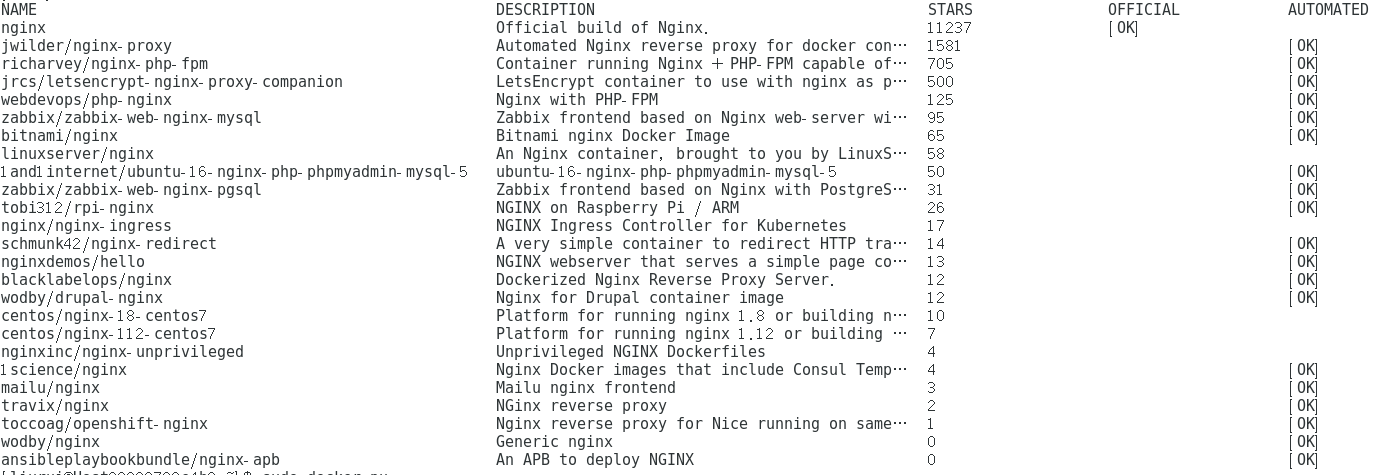 NAME DESCRIPTION STARS OFFICIAL AUTOMATED
nginx Official build of Nginx. 11237 [OK]
jwilder/nginx-proxy Automated Nginx reverse proxy for docker con… 1581 [OK]
richarvey/nginx-php-fpm Container running Nginx + PHP-FPM capable of… 705 [OK]
jrcs/letsencrypt-nginx-proxy-companion LetsEncrypt container to use with nginx as p… 500 [OK]
webdevops/php-nginx Nginx with PHP-FPM 125 [OK]
zabbix/zabbix-web-nginx-mysql Zabbix frontend based on Nginx web-server wi… 95 [OK]
bitnami/nginx Bitnami nginx Docker Image 65 [OK]
linuxserver/nginx An Nginx container, brought to you by LinuxS… 58
1and1internet/ubuntu-16-nginx-php-phpmyadmin-mysql-5 ubuntu-16-nginx-php-phpmyadmin-mysql-5 50 [OK]
zabbix/zabbix-web-nginx-pgsql Zabbix frontend based on Nginx with PostgreS… 31 [OK]
tobi312/rpi-nginx NGINX on Raspberry Pi / ARM 26 [OK]
nginx/nginx-ingress NGINX Ingress Controller for Kubernetes 17
schmunk42/nginx-redirect A very simple container to redirect HTTP tra… 14 [OK]
nginxdemos/hello NGINX webserver that serves a simple page co… 13 [OK]
blacklabelops/nginx Dockerized Nginx Reverse Proxy Server. 12 [OK]
wodby/drupal-nginx Nginx for Drupal container image 12 [OK]
centos/nginx-18-centos7 Platform for running nginx 1.8 or building n… 10
centos/nginx-112-centos7 Platform for running nginx 1.12 or building … 7
nginxinc/nginx-unprivileged Unprivileged NGINX Dockerfiles 4
1science/nginx Nginx Docker images that include Consul Temp… 4 [OK]
mailu/nginx Mailu nginx frontend 3 [OK]
travix/nginx NGinx reverse proxy 2 [OK]
toccoag/openshift-nginx Nginx reverse proxy for Nice running on same… 1 [OK]
wodby/nginx Generic nginx 0 [OK]
ansibleplaybookbundle/nginx-apb An APB to deploy NGINX 0 [OK]